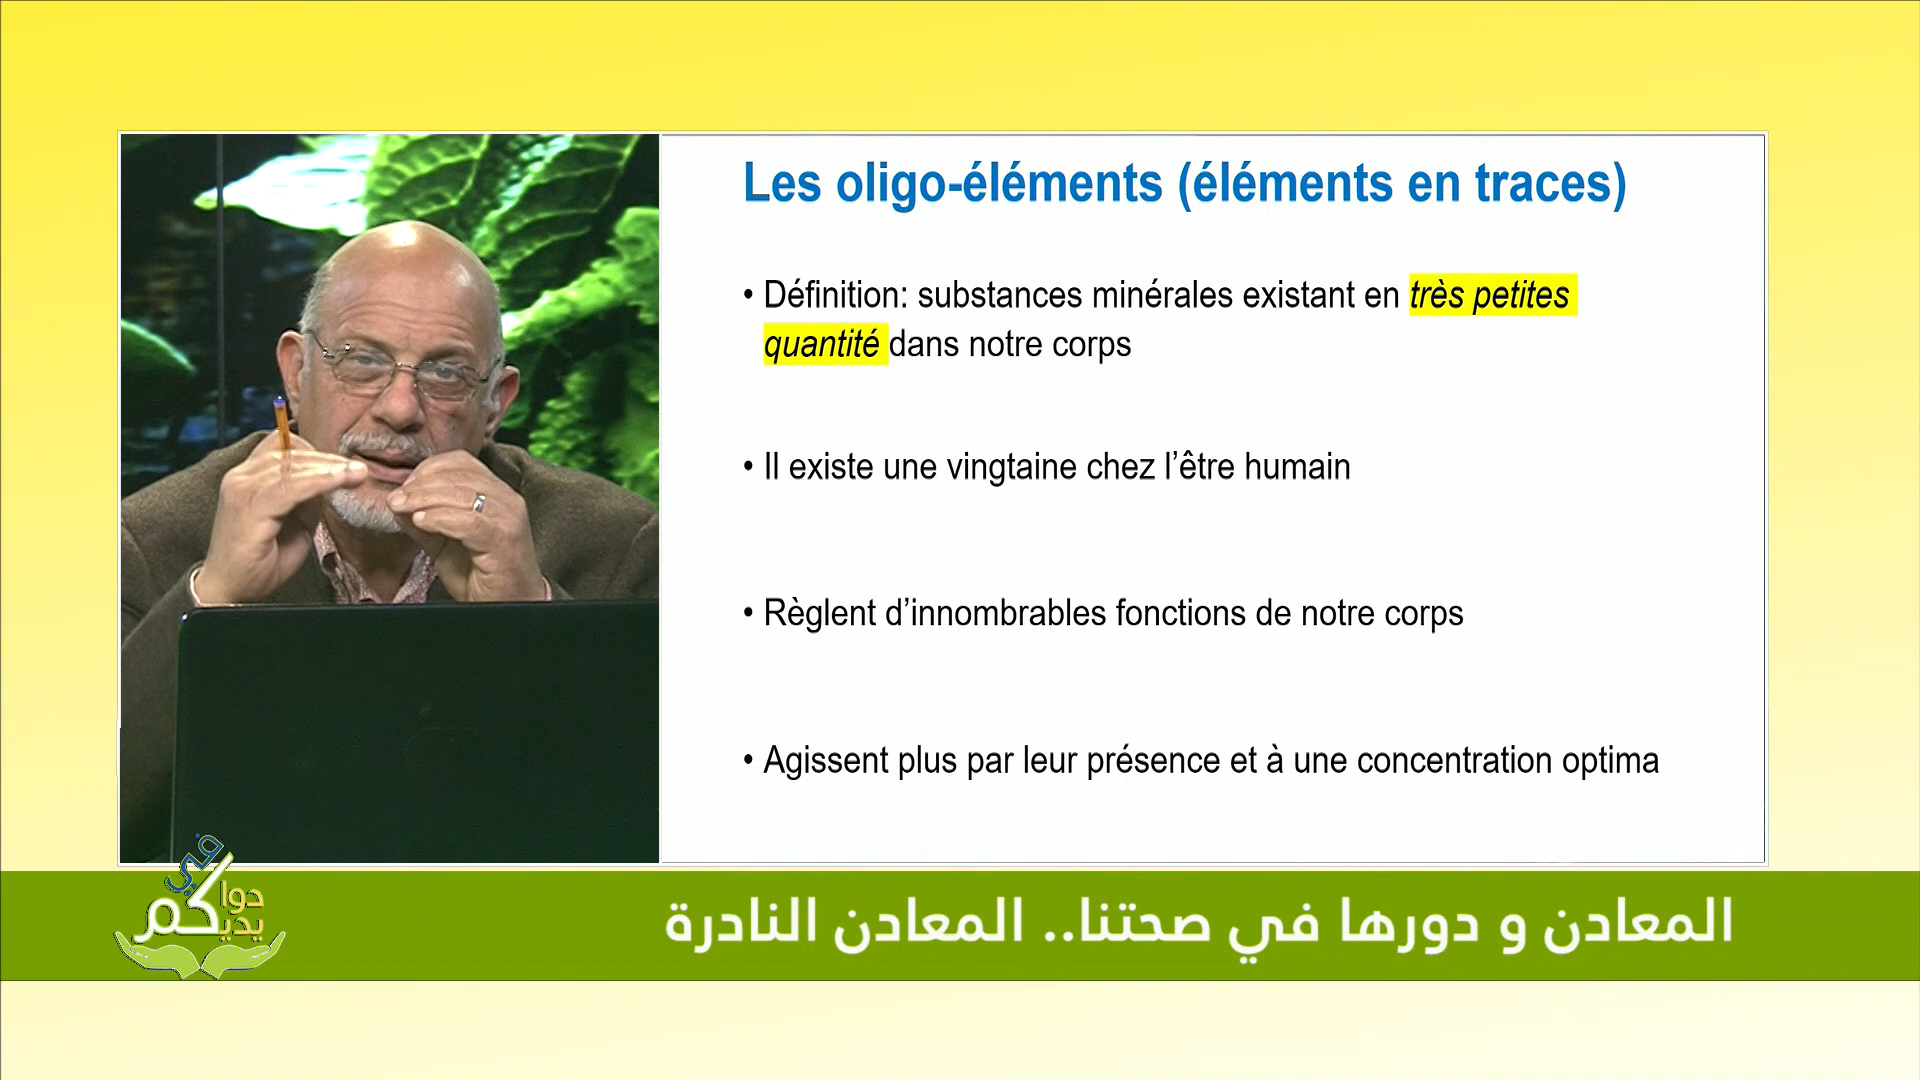 Les oligo-éléments (éléments en traces)
• Définition: substances minérales existant en très petites
quantité dans notre corps
• Il existe une vingtaine chez l’être humain
• Règlent d’innombrables fonctions de notre corps
• Agissent plus par leur présence et à une concentration optima
دواكم
في
يديكم
المعادن و دورها في صحتنا.. المعادن النادرة